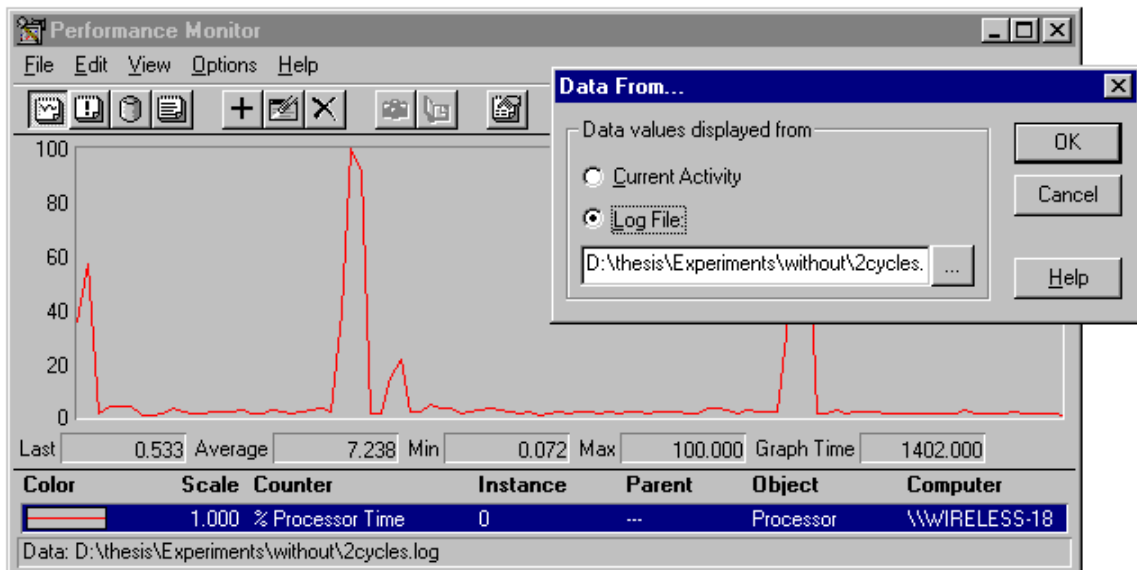 Performance Monitor
File Edit View Options Help
Data From...
Data values displayed from
Current Activity
Log File:
D:\thesis\Experiments\without\2cycles.
...
OK
Cancel
Help
100
80
60
40
20
0
Last 0.533 Average 7.238 Min 0.072 Max 100.000 Graph Time 1402.000
Color Scale Counter Instance Parent Object Computer
1.000 % Processor Time 0 --- Processor \\WIRELESS-18
Data: D:\thesis\Experiments\without\2cycles.log